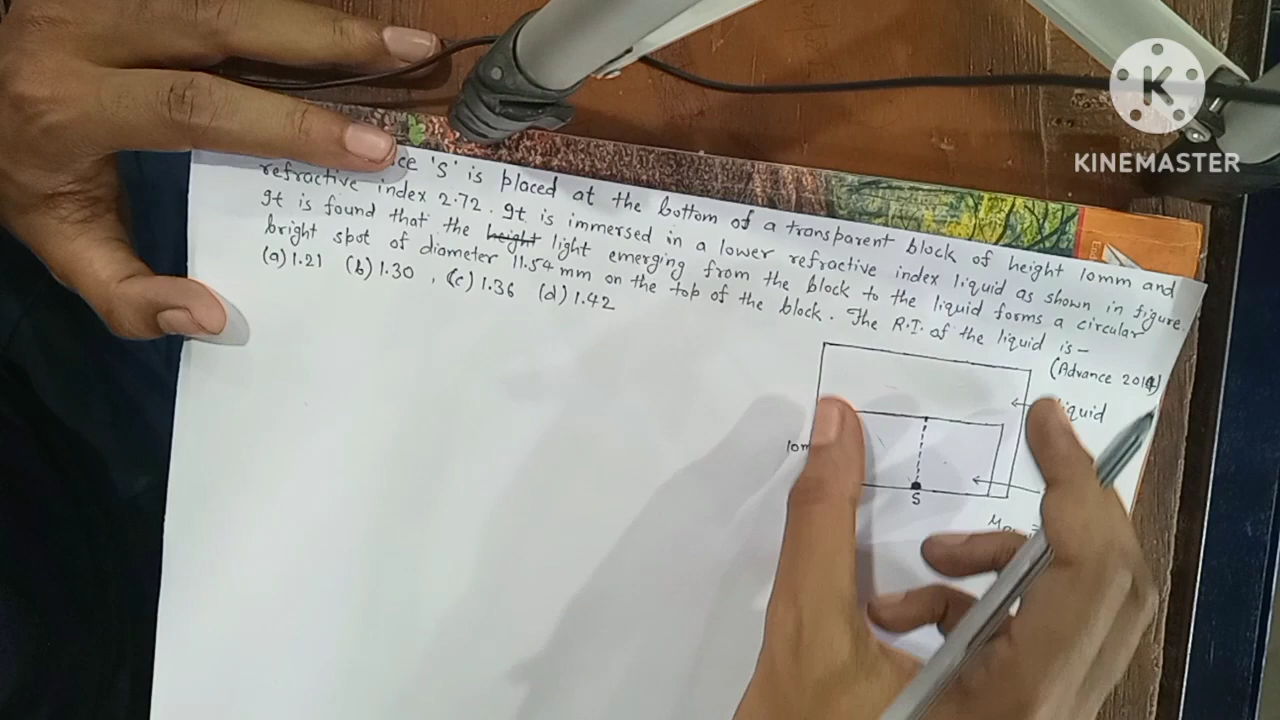 KINEMASTER
'S' is placed at the bottom of a transparent block of height 10mm and
refractive index 2.72. It is immersed in a lower refractive index liquid as shown in figure.
It is found that the height light emerging from the block to the liquid forms a circular
bright spot of diameter 11.54 mm on the top of the block. The R.I. of the liquid is-
(a) 1.21 (b) 1.30 , (c) 1.36 (d) 1.42
(Advance 2014)
S